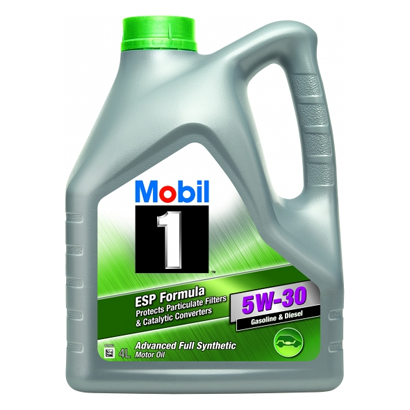 Mobil
1
™
ESP Formula
Protects Particulate Filters
& Catalytic Converters
5W-30
Gasoline & Diesel
Advanced Full Synthetic
4L Motor Oil